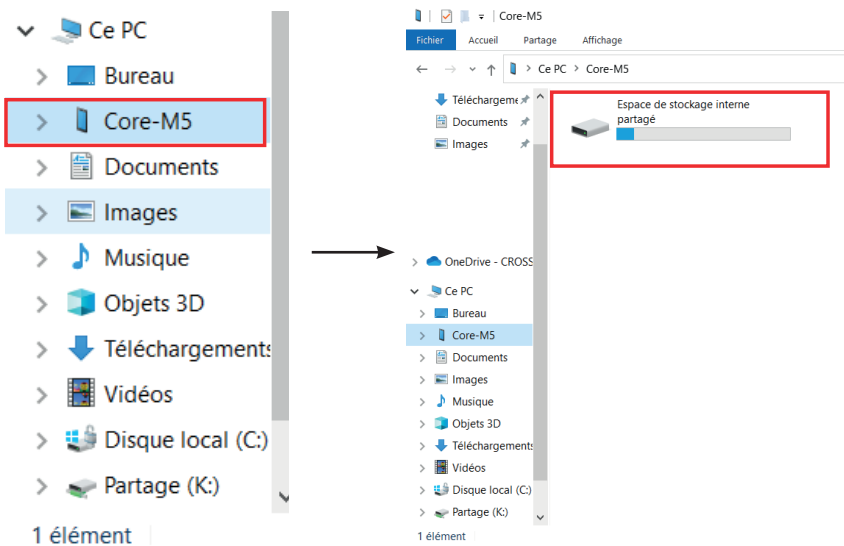 Ce PC
Bureau
Core-M5
Documents
Images
Musique
Objets 3D
Téléchargements
Vidéos
Disque local (C:)
Partage (K:)
1 élément
Core-M5
Fichier Accueil Partage Affichage
Ce PC > Core-M5
Téléchargeme
Documents
Images
OneDrive - CROSS
Ce PC
Bureau
Core-M5
Documents
Images
Musique
Objets 3D
Téléchargements
Vidéos
Disque local (C:)
Partage (K:)
1 élément
Espace de stockage interne
partagé